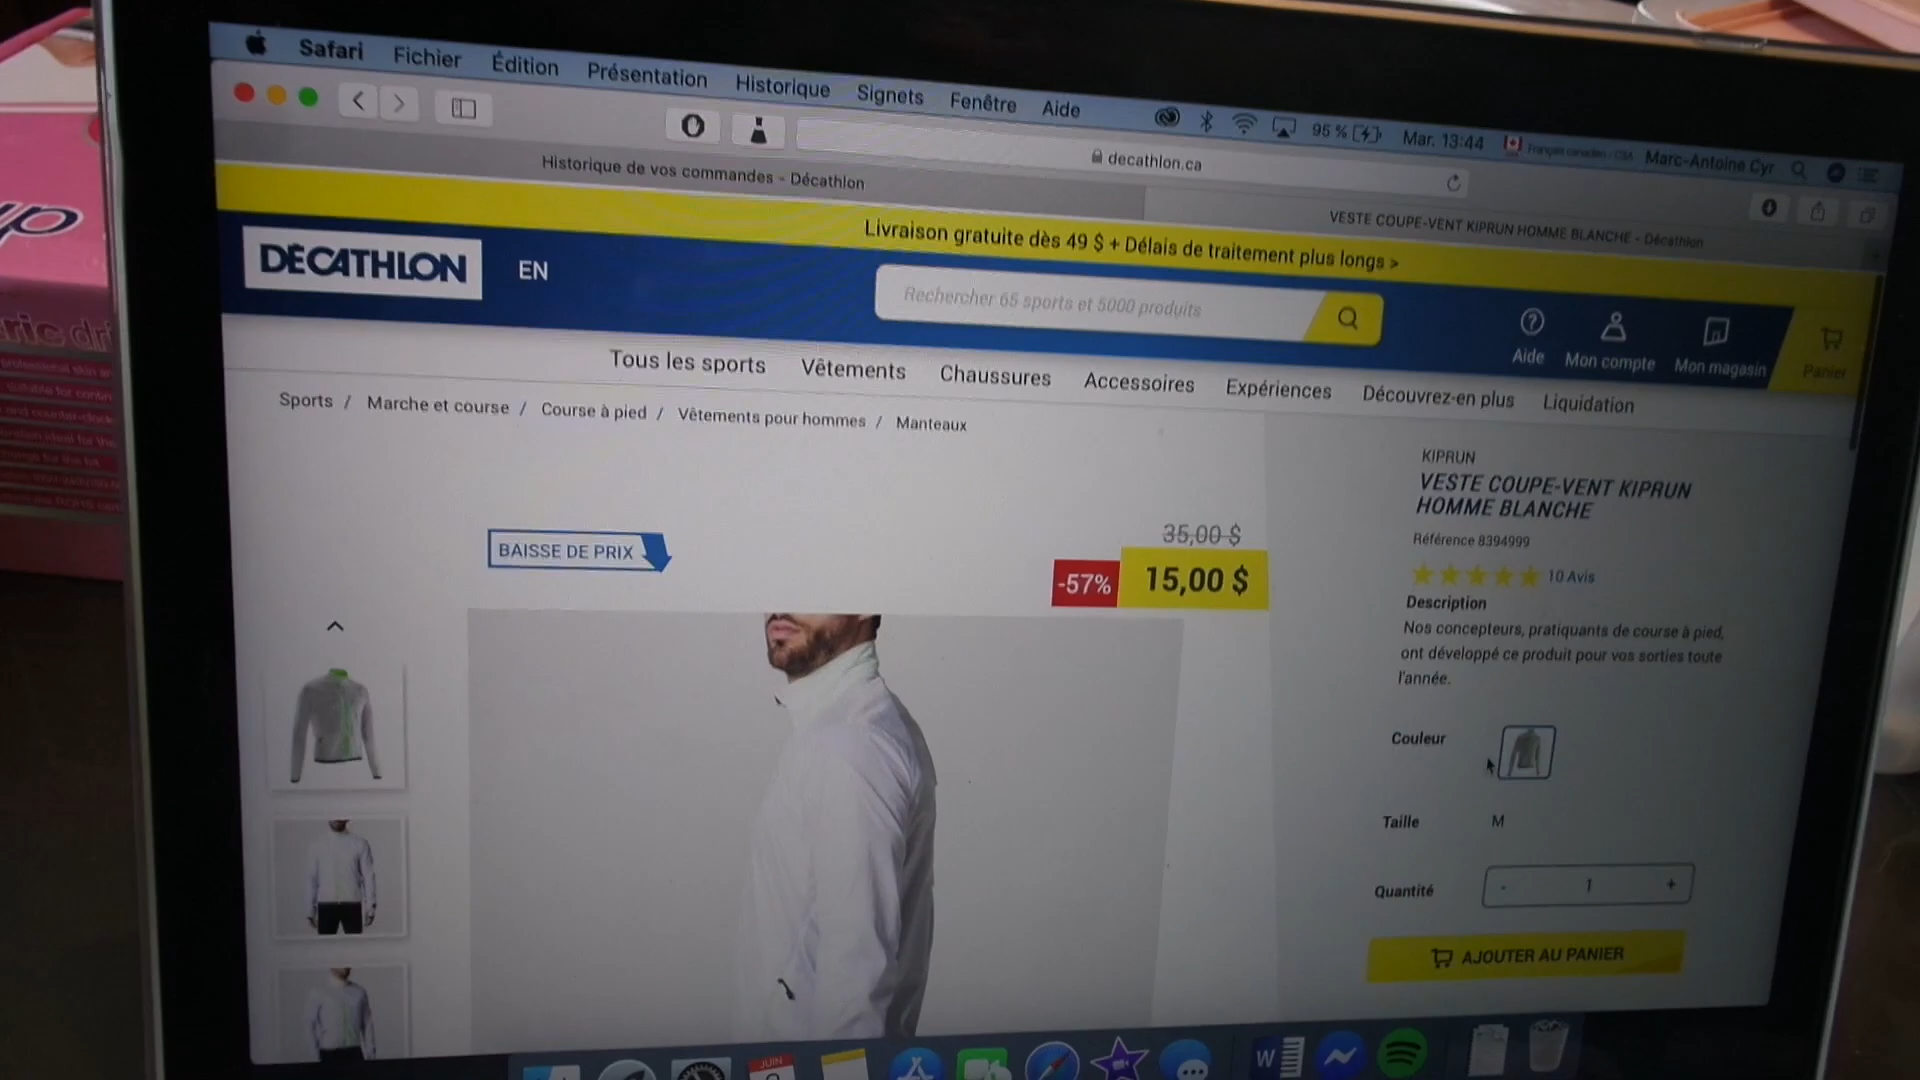 Safari Fichier Édition Présentation Historique Signets Fenêtre Aide 95 % Mar. 13:44 Marc-Antoine Cyr
decathlon.ca
Historique de vos commandes - Décathlon
VESTE COUPE-VENT KIPRUN HOMME BLANCHE - Décathlon
Livraison gratuite dès 49 $ + Délais de traitement plus longs >
DECATHLON EN
Rechercher 65 sports et 5000 produits
Aide Mon compte Mon magasin Panier
Tous les sports Vêtements Chaussures Accessoires Expériences Découvrez-en plus Liquidation
Sports / Marche et course / Course à pied / Vêtements pour hommes / Manteaux
BAISSE DE PRIX
35,00 $
-57% 15,00 $
KIPRUN
VESTE COUPE-VENT KIPRUN
HOMME BLANCHE
Référence 8394999
10 Avis
Description
Nos concepteurs, pratiquants de course à pied,
ont développé ce produit pour vos sorties toute
l'année.
Couleur
Taille M
Quantité - 1 +
AJOUTER AU PANIER
JUIN
W
up
ric dri